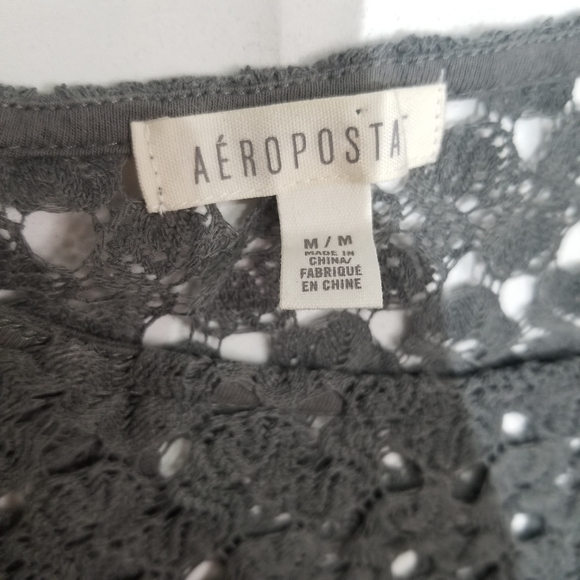 AÉROPOSTA
M / M
MADE IN
CHINA/
FABRIQUÉ
EN CHINE